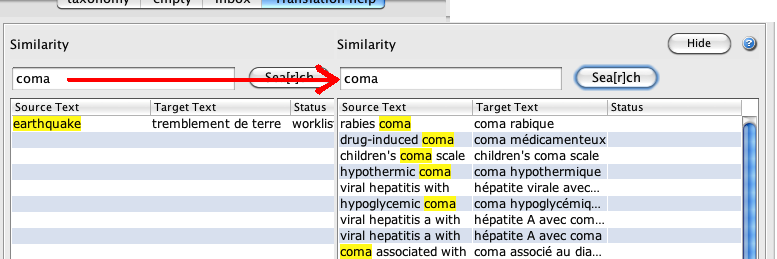 taxonomy empty inbox Translation help
Similarity Similarity Hide ?
coma Sea[r]ch coma Sea[r]ch
Source Text Target Text Status Source Text Target Text Status
earthquake tremblement de terre worklis rabies coma coma rabique
drug-induced coma coma médicamenteux
children's coma scale children's coma scale
hypothermic coma coma hypothermique
viral hepatitis with hépatite virale avec...
hypoglycemic coma coma hypoglycémiq...
viral hepatitis a with hépatite A avec com...
viral hepatitis a with hépatite A avec coma
coma associated with coma associé au dia...